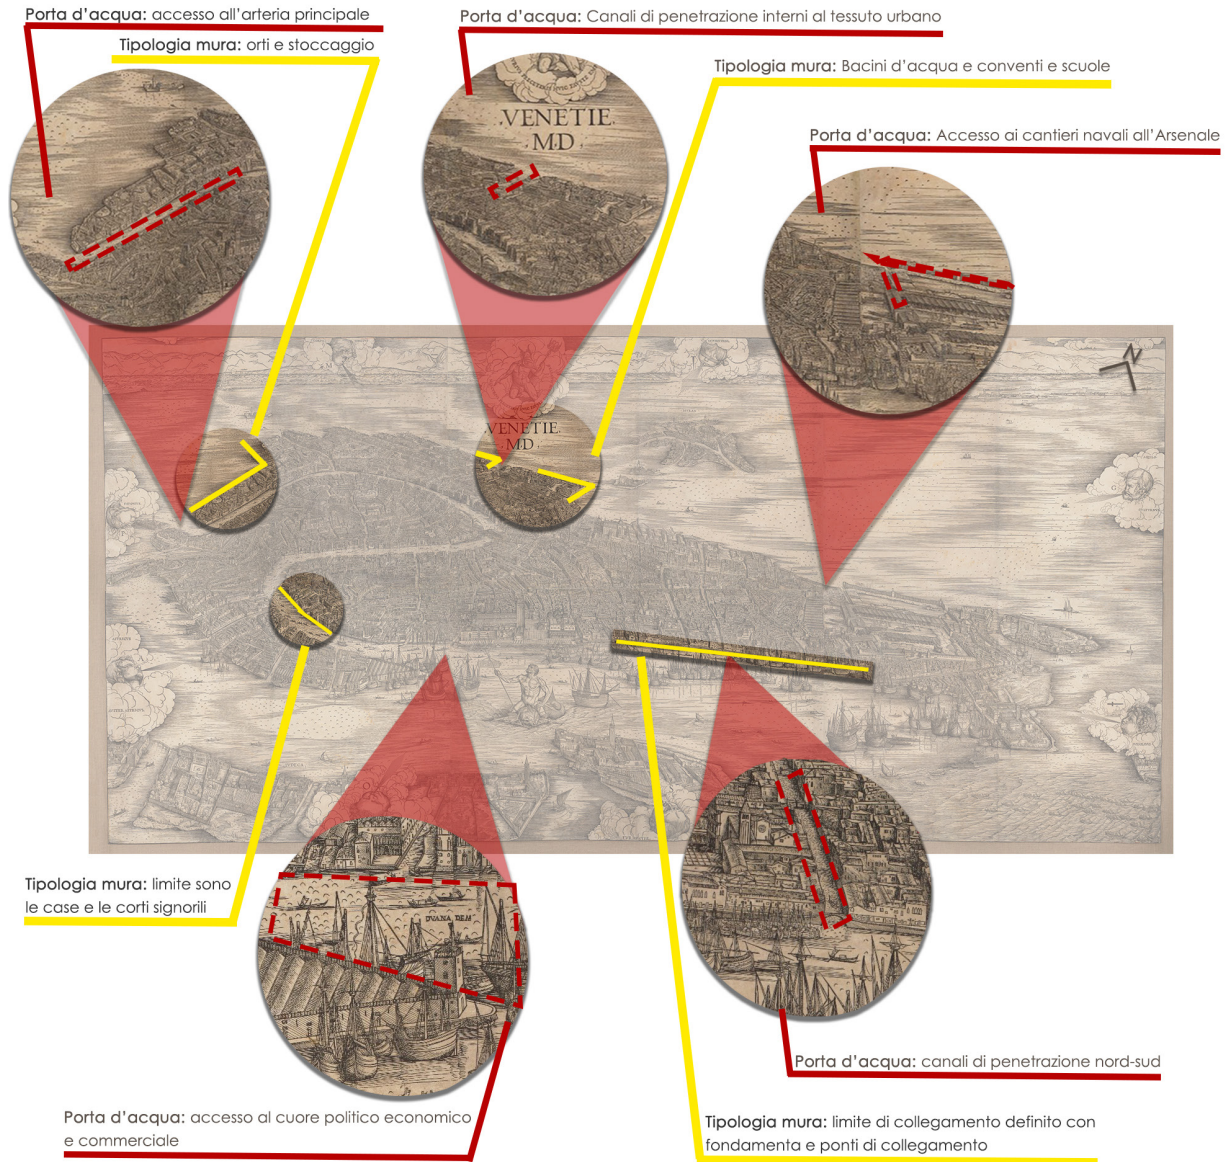 Porta d'acqua: accesso all'arteria principale
Porta d'acqua: Canali di penetrazione interni al tessuto urbano
Tipologia mura: orti e stoccaggio
Tipologia mura: Bacini d'acqua e conventi e scuole
VENETIE
M D
Porta d'acqua: Accesso ai cantieri navali all'Arsenale
N
VENETIE
M D
Tipologia mura: limite sono
le case e le corti signorili
DVANA DEM
Porta d'acqua: canali di penetrazione nord-sud
Porta d'acqua: accesso al cuore politico economico
e commerciale
Tipologia mura: limite di collegamento definito con
fondamenta e ponti di collegamento